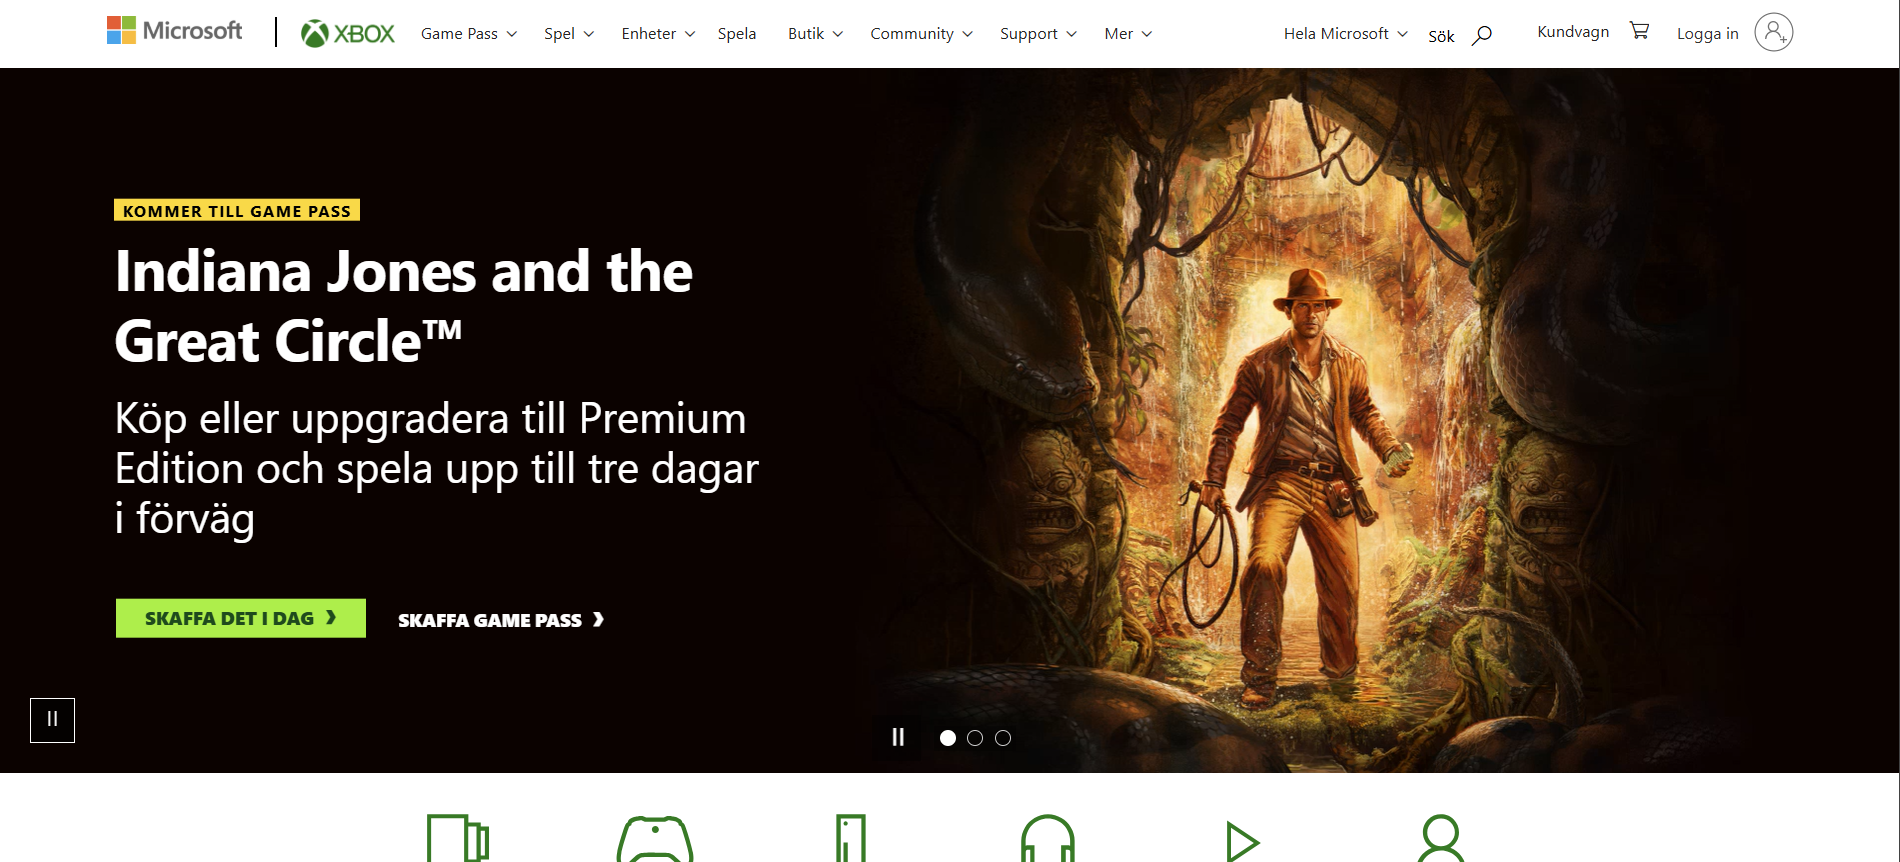 Microsoft
XBOX
Game Pass
Spel
Enheter
Spela
Butik
Community
Support
Mer
Hela Microsoft
Sök
Kundvagn
Logga in
KOMMER TILL GAME PASS
Indiana Jones and the
Great Circle™
Köp eller uppgradera till Premium
Edition och spela upp till tre dagar
i förväg
SKAFFA DET I DAG
SKAFFA GAME PASS